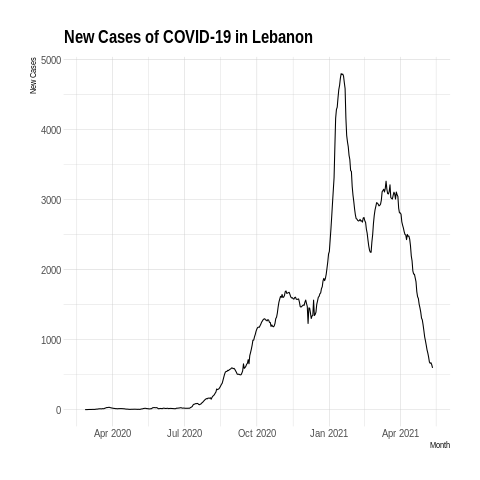 New Cases of COVID-19 in Lebanon
New Cases
5000
4000
3000
2000
1000
0
Apr 2020 Jul 2020 Oct 2020 Jan 2021 Apr 2021
Month